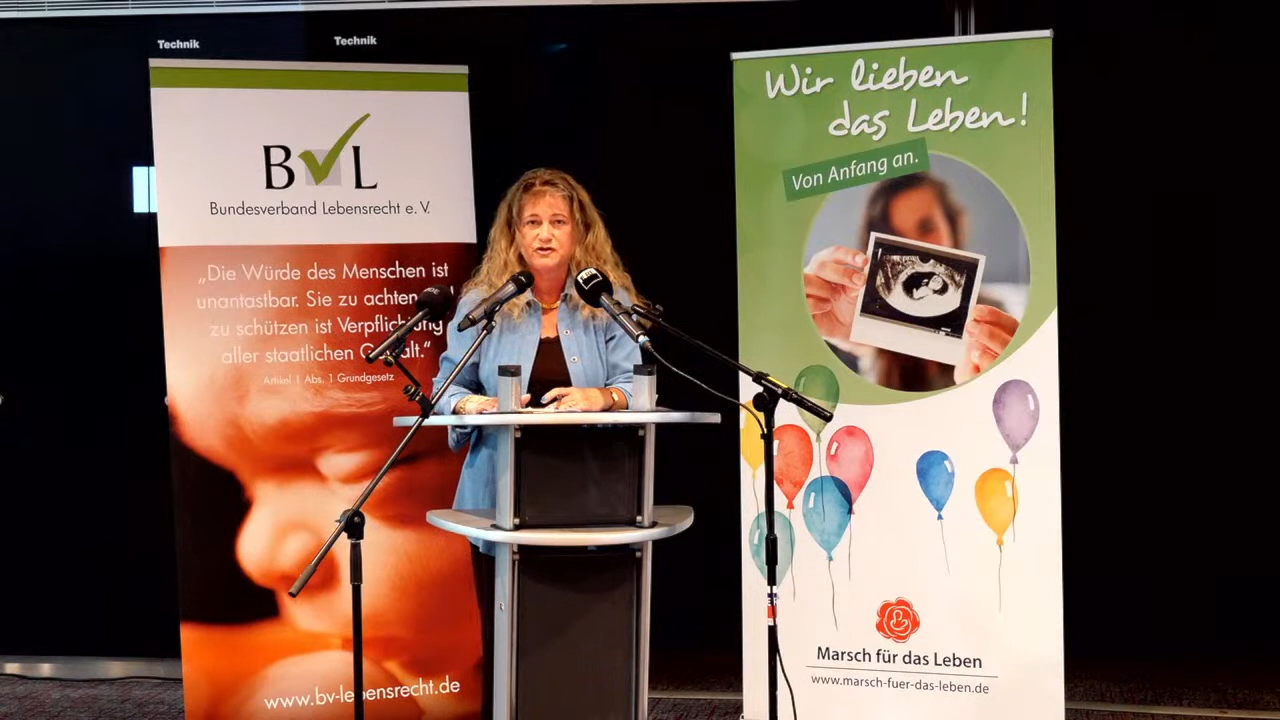 Technik
Technik
BVL
Bundesverband Lebensrecht e. V.
„Die Würde des Menschen ist
unantastbar. Sie zu achten
zu schützen ist Verpflichtung
aller staatlichen
Artikel 1 Abs. 1 Grundgesetz
www.bv-lebensrecht.de
Wir lieben
das Leben!
Von Anfang an.
Marsch für das Leben
www.marsch-fuer-das-leben.de